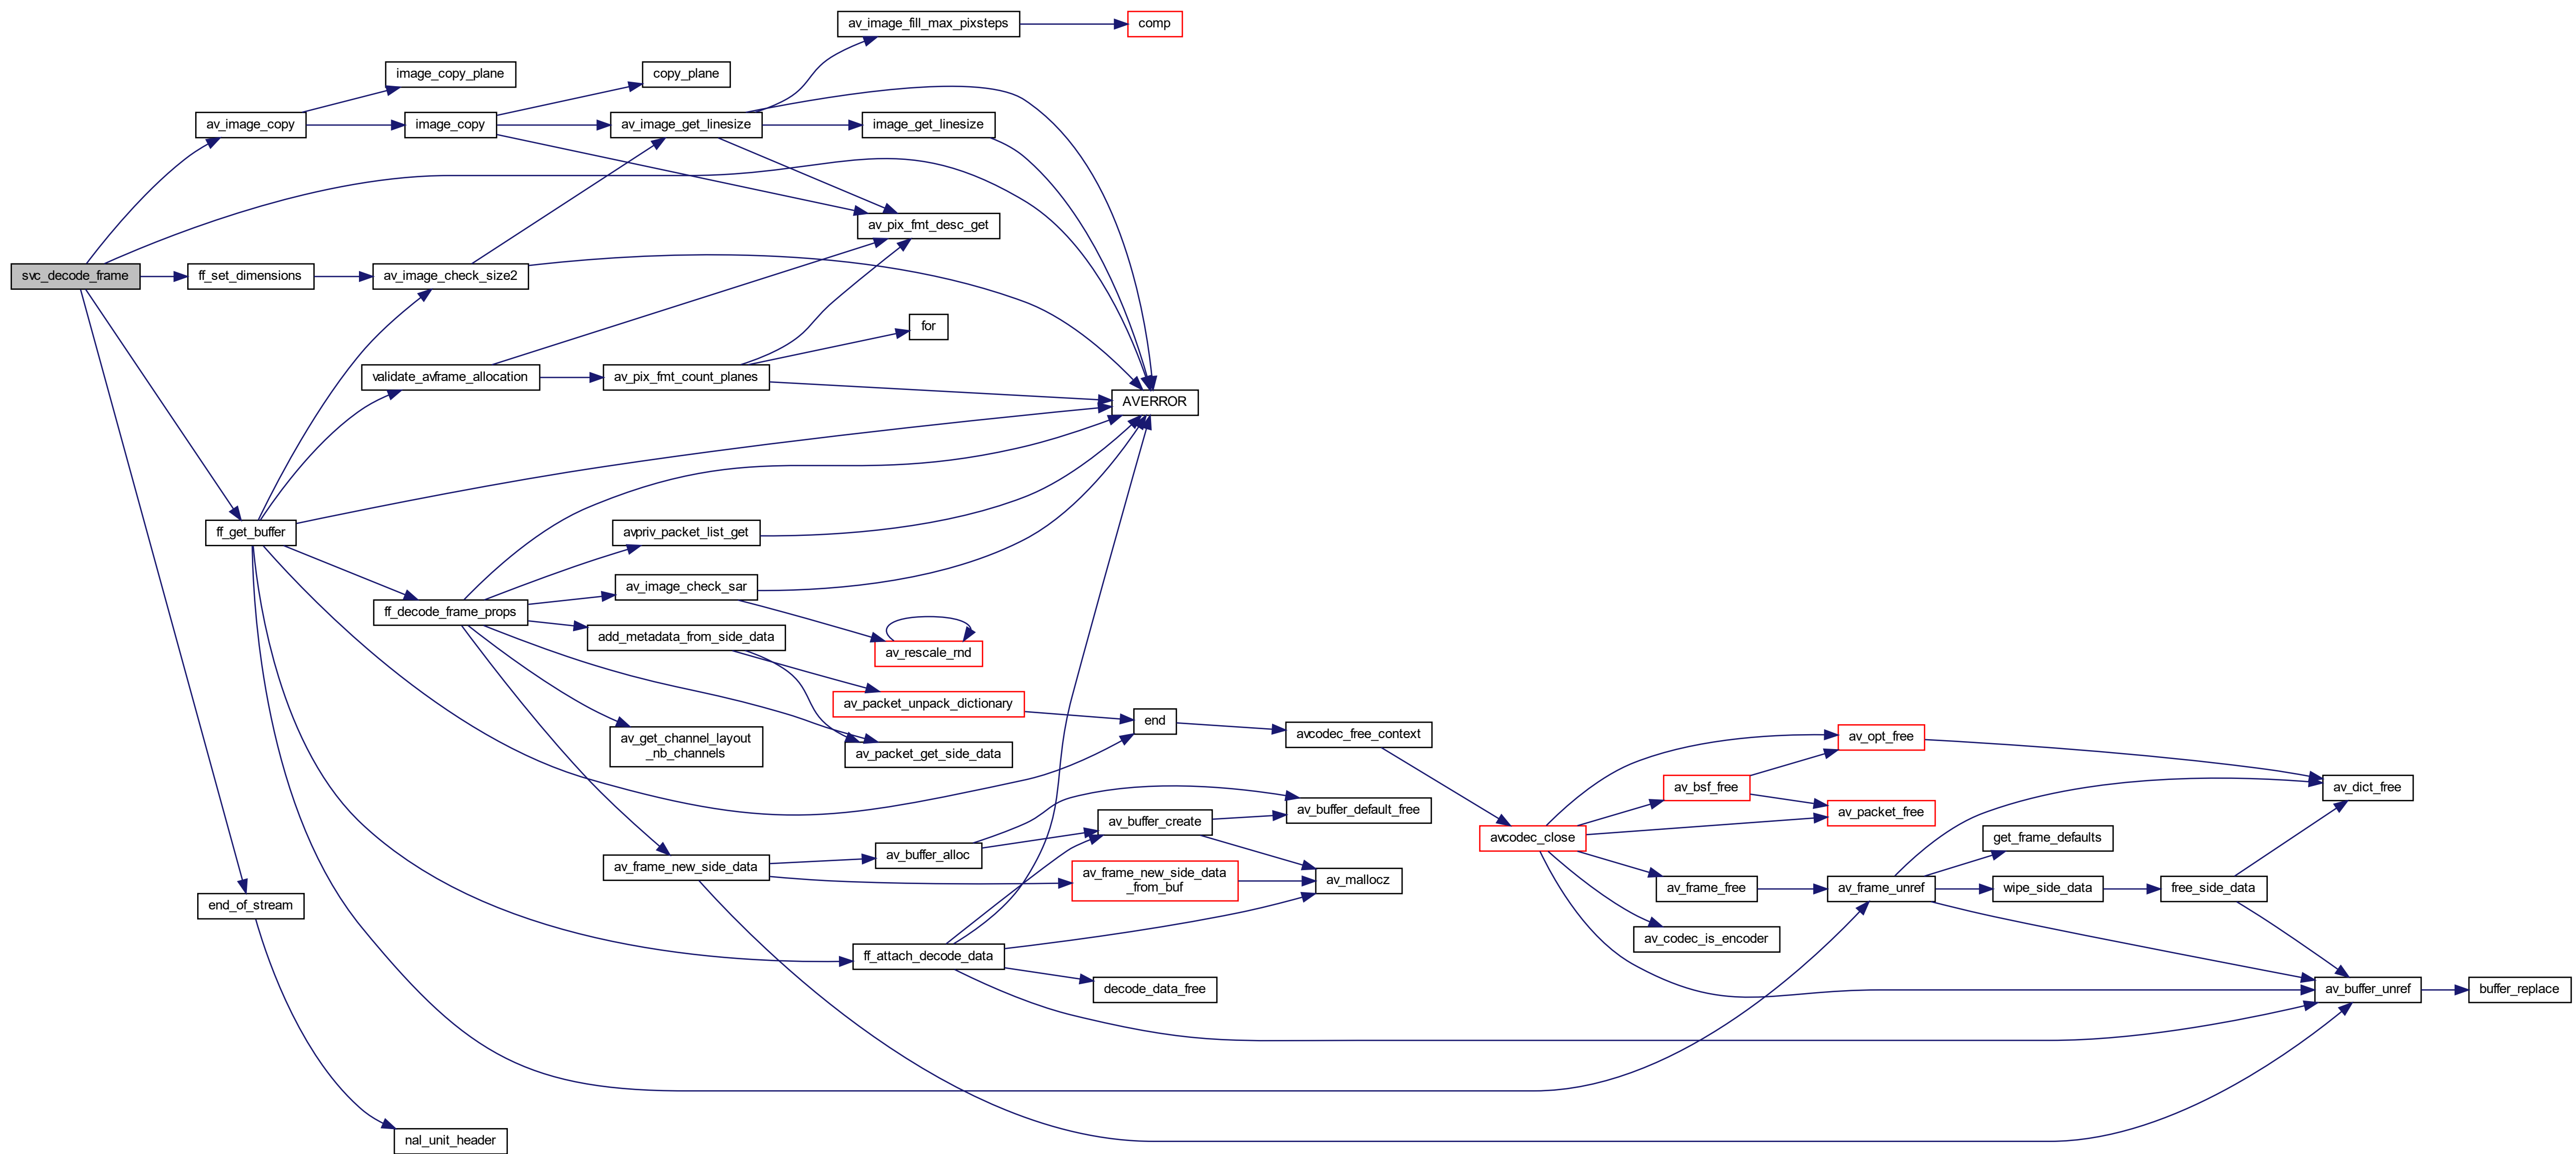 av_image_fill_max_pixsteps
comp
image_copy_plane
copy_plane
av_image_copy
image_copy
av_image_get_linesize
image_get_linesize
av_pix_fmt_desc_get
svc_decode_frame
ff_set_dimensions
av_image_check_size2
for
validate_avframe_allocation
av_pix_fmt_count_planes
AVERROR
ff_get_buffer
avpriv_packet_list_get
ff_decode_frame_props
av_image_check_sar
add_metadata_from_side_data
av_rescale_rnd
av_packet_unpack_dictionary
end
avcodec_free_context
av_get_channel_layout
_nb_channels
av_packet_get_side_data
av_opt_free
av_bsf_free
av_dict_free
av_buffer_default_free
av_packet_free
av_buffer_create
avcodec_close
get_frame_defaults
av_buffer_alloc
av_frame_new_side_data
av_frame_new_side_data
_from_buf
av_mallocz
av_frame_free
av_frame_unref
wipe_side_data
free_side_data
end_of_stream
av_codec_is_encoder
ff_attach_decode_data
decode_data_free
av_buffer_unref
buffer_replace
nal_unit_header